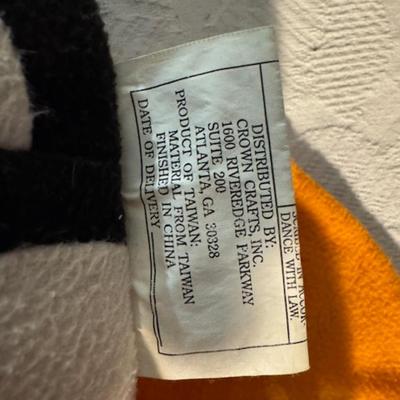 DANCE WITH LAW.
DISTRIBUTED BY:
CROWN CRAFTS, INC.
1600 RIVEREDGE PARKWAY
SUITE 200
ATLANTA, GA 30328
PRODUCT OF TAIWAN:
MATERIAL FROM TAIWAN
FINISHED IN CHINA
DATE OF DELIVERY